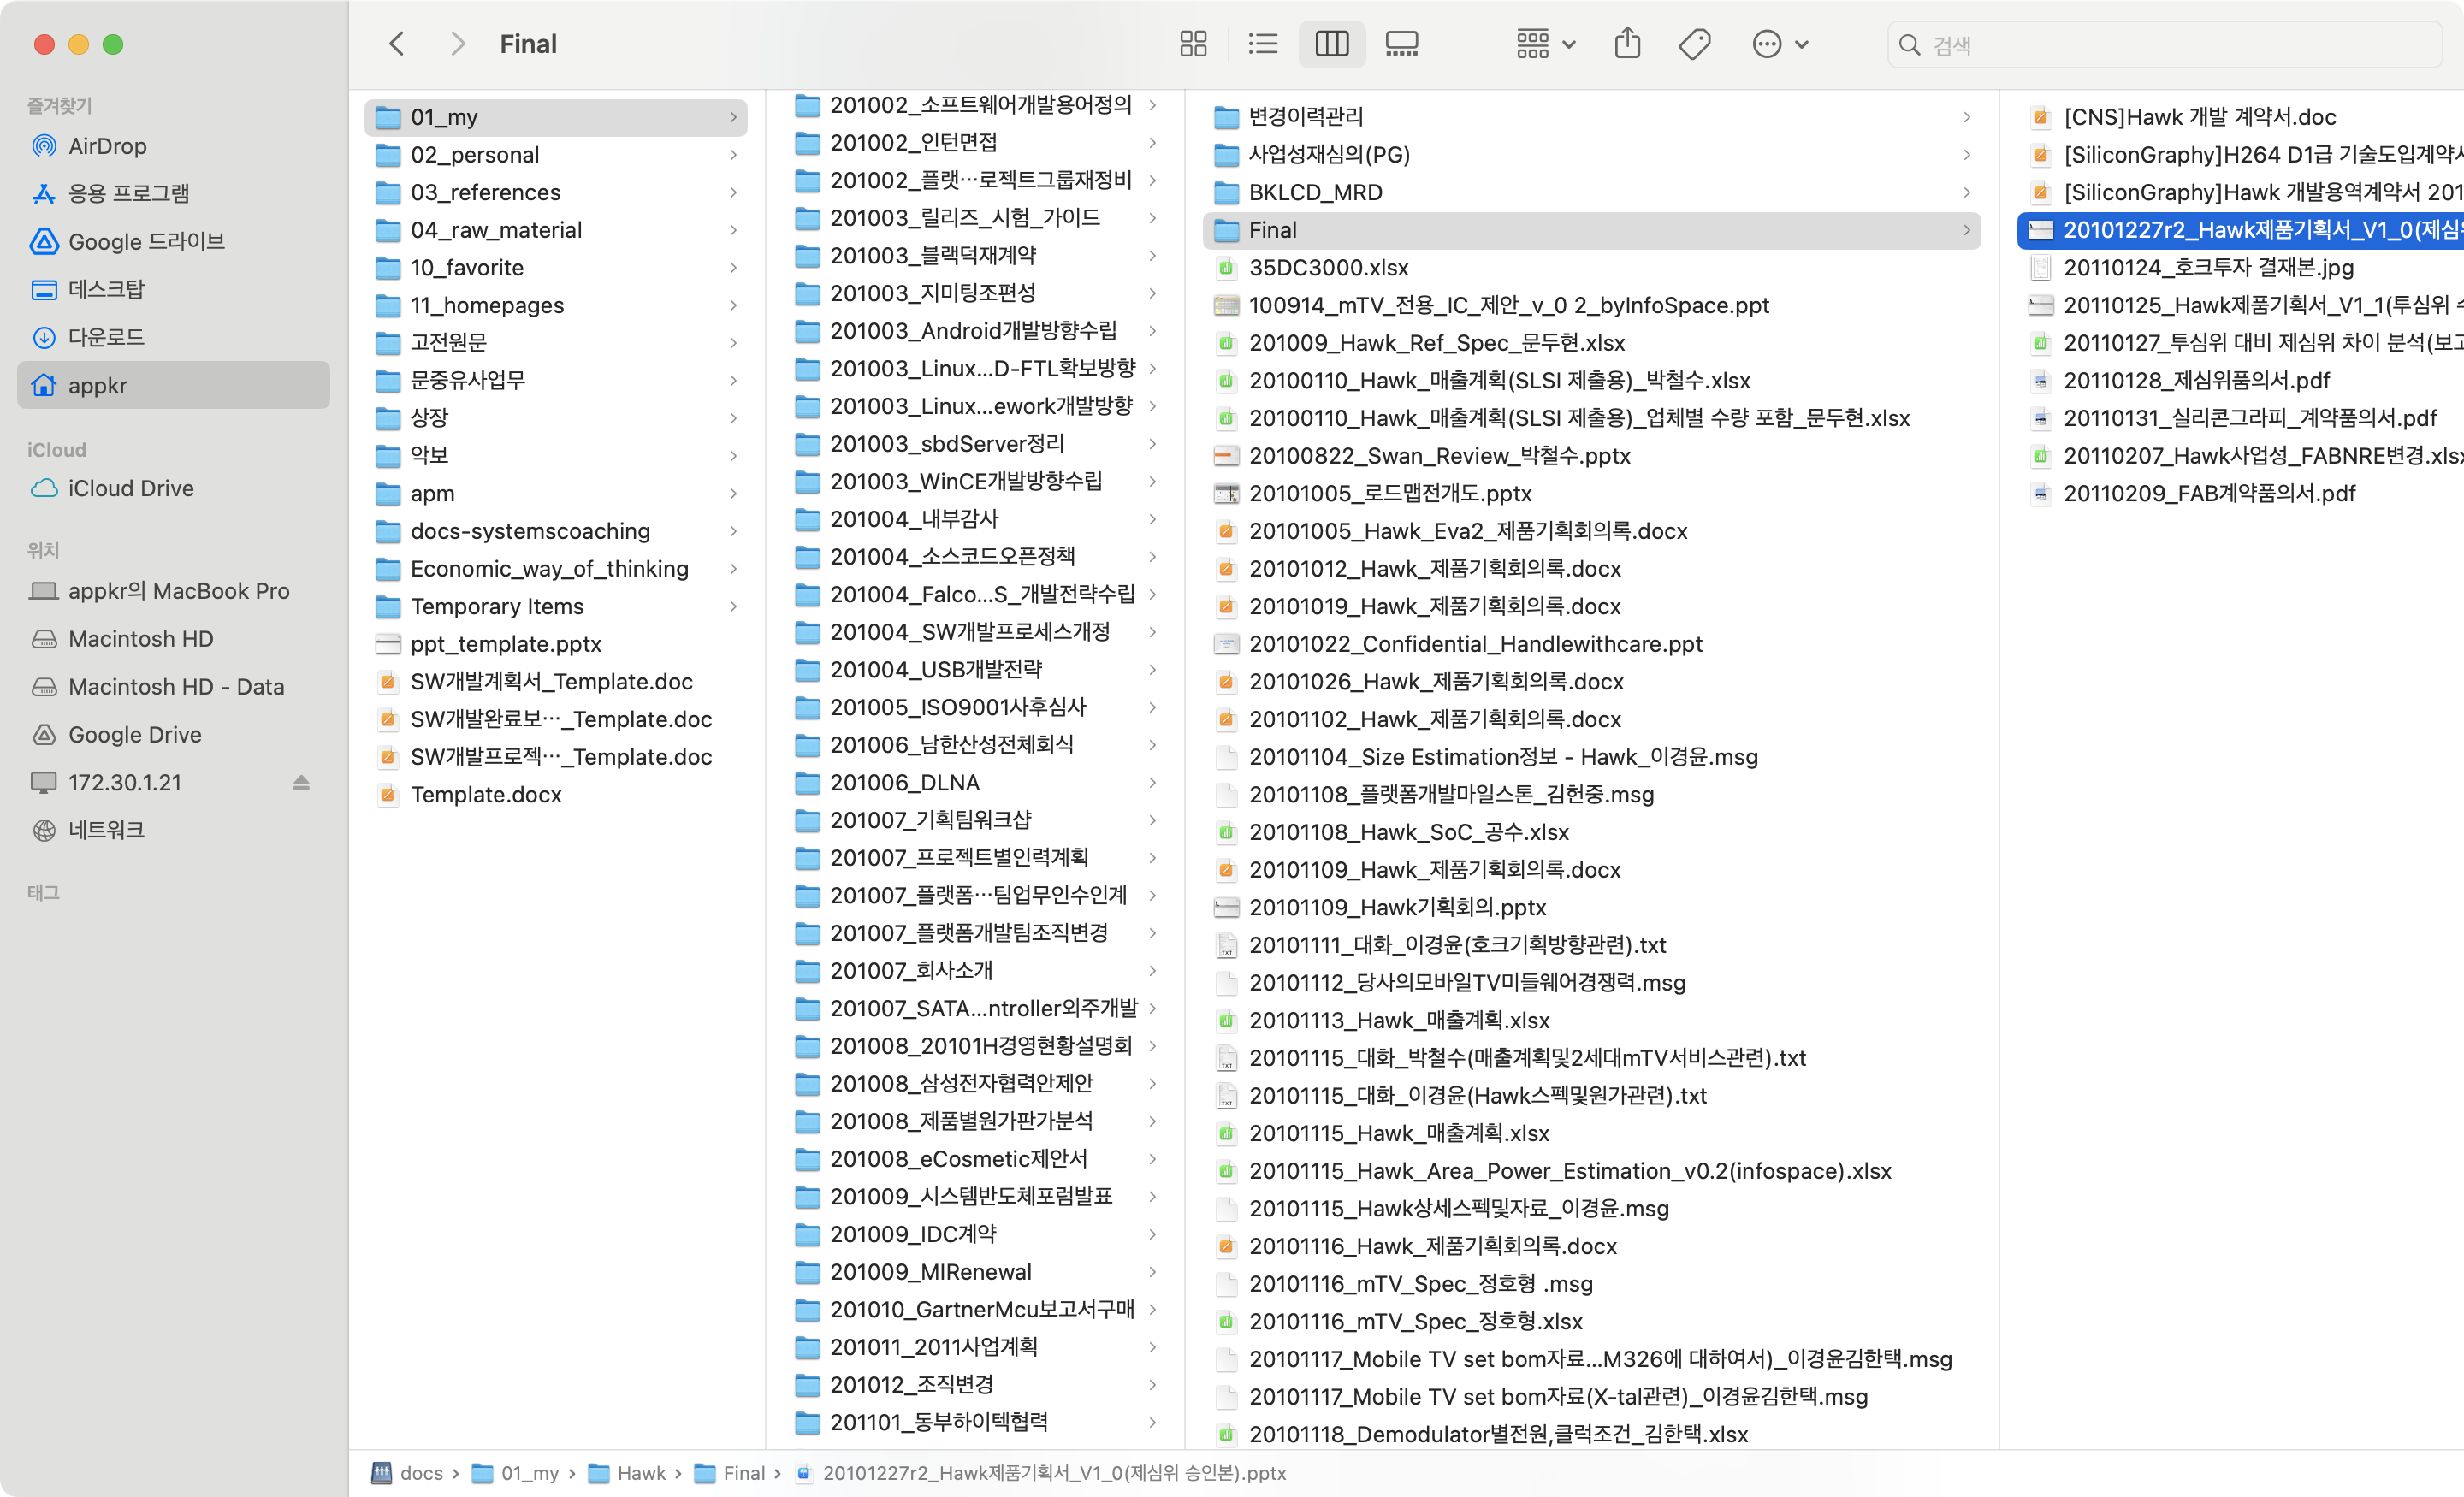 Final
검색
즐겨찾기
AirDrop
응용 프로그램
Google 드라이브
데스크탑
다운로드
appkr
iCloud
iCloud Drive
위치
appkr의 MacBook Pro
Macintosh HD
Macintosh HD - Data
Google Drive
172.30.1.21
네트워크
태그
01_my
02_personal
03_references
04_raw_material
10_favorite
11_homepages
고전원문
문중유사업무
상장
악보
apm
docs-systemscoaching
Economic_way_of_thinking
Temporary Items
ppt_template.pptx
SW개발계획서_Template.doc
SW개발완료보…_Template.doc
SW개발프로젝…_Template.doc
Template.docx
201002_소프트웨어개발용어정의
201002_인턴면접
201002_플랫…로젝트그룹재정비
201003_릴리즈_시험_가이드
201003_블랙덕재계약
201003_지미팅조편성
201003_Android개발방향수립
201003_Linux...D-FTL확보방향
201003_Linux...ework개발방향
201003_sbdServer정리
201003_WinCE개발방향수립
201004_내부감사
201004_소스코드오픈정책
201004_Falco...S_개발전략수립
201004_SW개발프로세스개정
201004_USB개발전략
201005_ISO9001사후심사
201006_남한산성전체회식
201006_DLNA
201007_기획팀워크샵
201007_프로젝트별인력계획
201007_플랫폼…팀업무인수인계
201007_플랫폼개발팀조직변경
201007_회사소개
201007_SATA...ntroller외주개발
201008_20101H경영현황설명회
201008_삼성전자협력안제안
201008_제품별원가판가분석
201008_eCosmetic제안서
201009_시스템반도체포럼발표
201009_IDC계약
201009_MIRenewal
201010_GartnerMcu보고서구매
201011_2011사업계획
201012_조직변경
201101_동부하이텍협력
변경이력관리
사업성재심의(PG)
BKLCD_MRD
Final
35DC3000.xlsx
100914_mTV_전용_IC_제안_v_0 2_byInfoSpace.ppt
201009_Hawk_Ref_Spec_문두현.xlsx
20100110_Hawk_매출계획(SLSI 제출용)_박철수.xlsx
20100110_Hawk_매출계획(SLSI 제출용)_업체별 수량 포함_문두현.xlsx
20100822_Swan_Review_박철수.pptx
20101005_로드맵전개도.pptx
20101005_Hawk_Eva2_제품기획회의록.docx
20101012_Hawk_제품기획회의록.docx
20101019_Hawk_제품기획회의록.docx
20101022_Confidential_Handlewithcare.ppt
20101026_Hawk_제품기획회의록.docx
20101102_Hawk_제품기획회의록.docx
20101104_Size Estimation정보 - Hawk_이경윤.msg
20101108_플랫폼개발마일스톤_김헌중.msg
20101108_Hawk_SoC_공수.xlsx
20101109_Hawk_제품기획회의록.docx
20101109_Hawk기획회의.pptx
20101111_대화_이경윤(호크기획방향관련).txt
20101112_당사의모바일TV미들웨어경쟁력.msg
20101113_Hawk_매출계획.xlsx
20101115_대화_박철수(매출계획및2세대mTV서비스관련).txt
20101115_대화_이경윤(Hawk스펙및원가관련).txt
20101115_Hawk_매출계획.xlsx
20101115_Hawk_Area_Power_Estimation_v0.2(infospace).xlsx
20101115_Hawk상세스펙및자료_이경윤.msg
20101116_Hawk_제품기획회의록.docx
20101116_mTV_Spec_정호형 .msg
20101116_mTV_Spec_정호형.xlsx
20101117_Mobile TV set bom자료...M326에 대하여서)_이경윤김한택.msg
20101117_Mobile TV set bom자료(X-tal관련)_이경윤김한택.msg
20101118_Demodulator별전원,클럭조건_김한택.xlsx
[CNS]Hawk 개발 계약서.doc
[SiliconGraphy]H264 D1급 기술도입계약서
[SiliconGraphy]Hawk 개발용역계약서 201
20101227r2_Hawk제품기획서_V1_0(제심위
20110124_호크투자 결재본.jpg
20110125_Hawk제품기획서_V1_1(투심위 수
20110127_투심위 대비 제심위 차이 분석(보고
20110128_제심위품의서.pdf
20110131_실리콘그라피_계약품의서.pdf
20110207_Hawk사업성_FABNRE변경.xlsx
20110209_FAB계약품의서.pdf
docs › 01_my › Hawk › Final › 20101227r2_Hawk제품기획서_V1_0(제심위 승인본).pptx